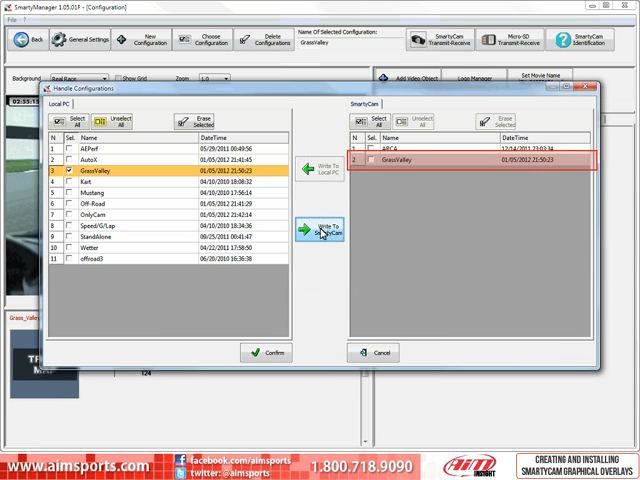 SmartyManager 1.05.01F - [Configuration]
File ?
Back
General Settings
New Configuration
Choose Configuration
Delete Configurations
Name Of Selected Configuration:
GrassValley
SmartyCam Transmit-Receive
Micro-SD Transmit-Receive
SmartyCam Identification
Background Real Race Show Grid Zoom 1.0
Add Video Object Logo Manager Set Movie Name
02:55:15
Handle Configurations
Local PC
Select All
Unselect All
Erase Selected
N Sel. Name DateTime
1 AEPerf 05/29/2011 00:49:56
2 AutoX 01/05/2012 21:41:45
3 GrassValley 01/05/2012 21:50:23
4 Kart 04/10/2010 18:08:32
5 Mustang 04/10/2010 17:36:56
6 Off-Road 01/05/2012 21:41:29
7 OnlyCam 01/05/2012 21:42:14
8 Speed/G/Lap 04/10/2010 18:34:36
9 StandAlone 09/25/2011 00:41:47
10 Wetter 04/22/2011 17:58:50
11 offroad3 06/20/2010 16:36:38
Write To Local PC
Write To SmartyCam
SmartyCam
Select All
Unselect All
Erase Selected
N Sel. Name DateTime
1 ARCA 12/14/2011 23:03:34
2 GrassValley 01/05/2012 21:50:23
Confirm
Cancel
Grass_Valley
124
www.aimsports.com
facebook.com/aimsports
twitter: @aimsports
1.800.718.9090
AIM
INSIGHT
CREATING AND INSTALLING
SMARTYCAM GRAPHICAL OVERLAYS